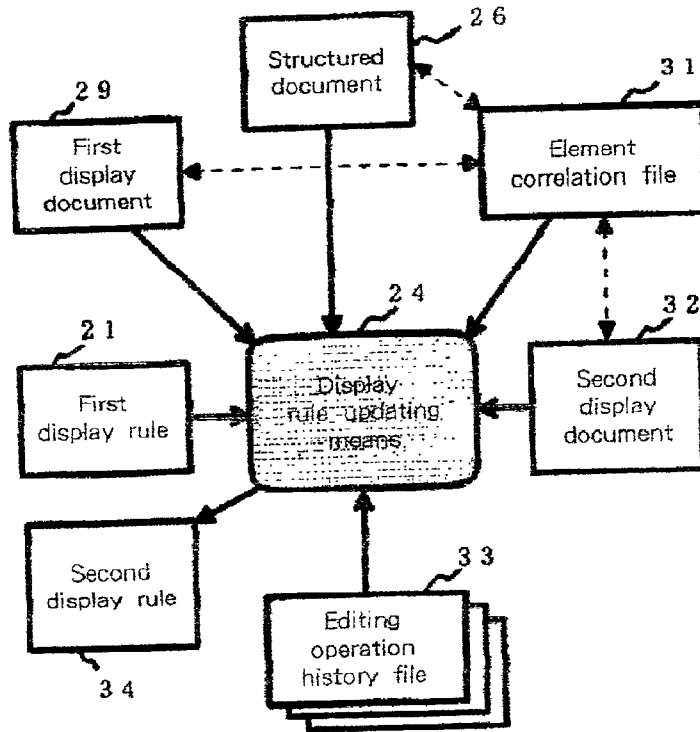 26
Structured
document
31
Element
correlation file
29
First
display
document
24
Display
rule updating
means
21
First
display rule
32
Second
display
document
Second
display rule
34
33
Editing
operation
history file